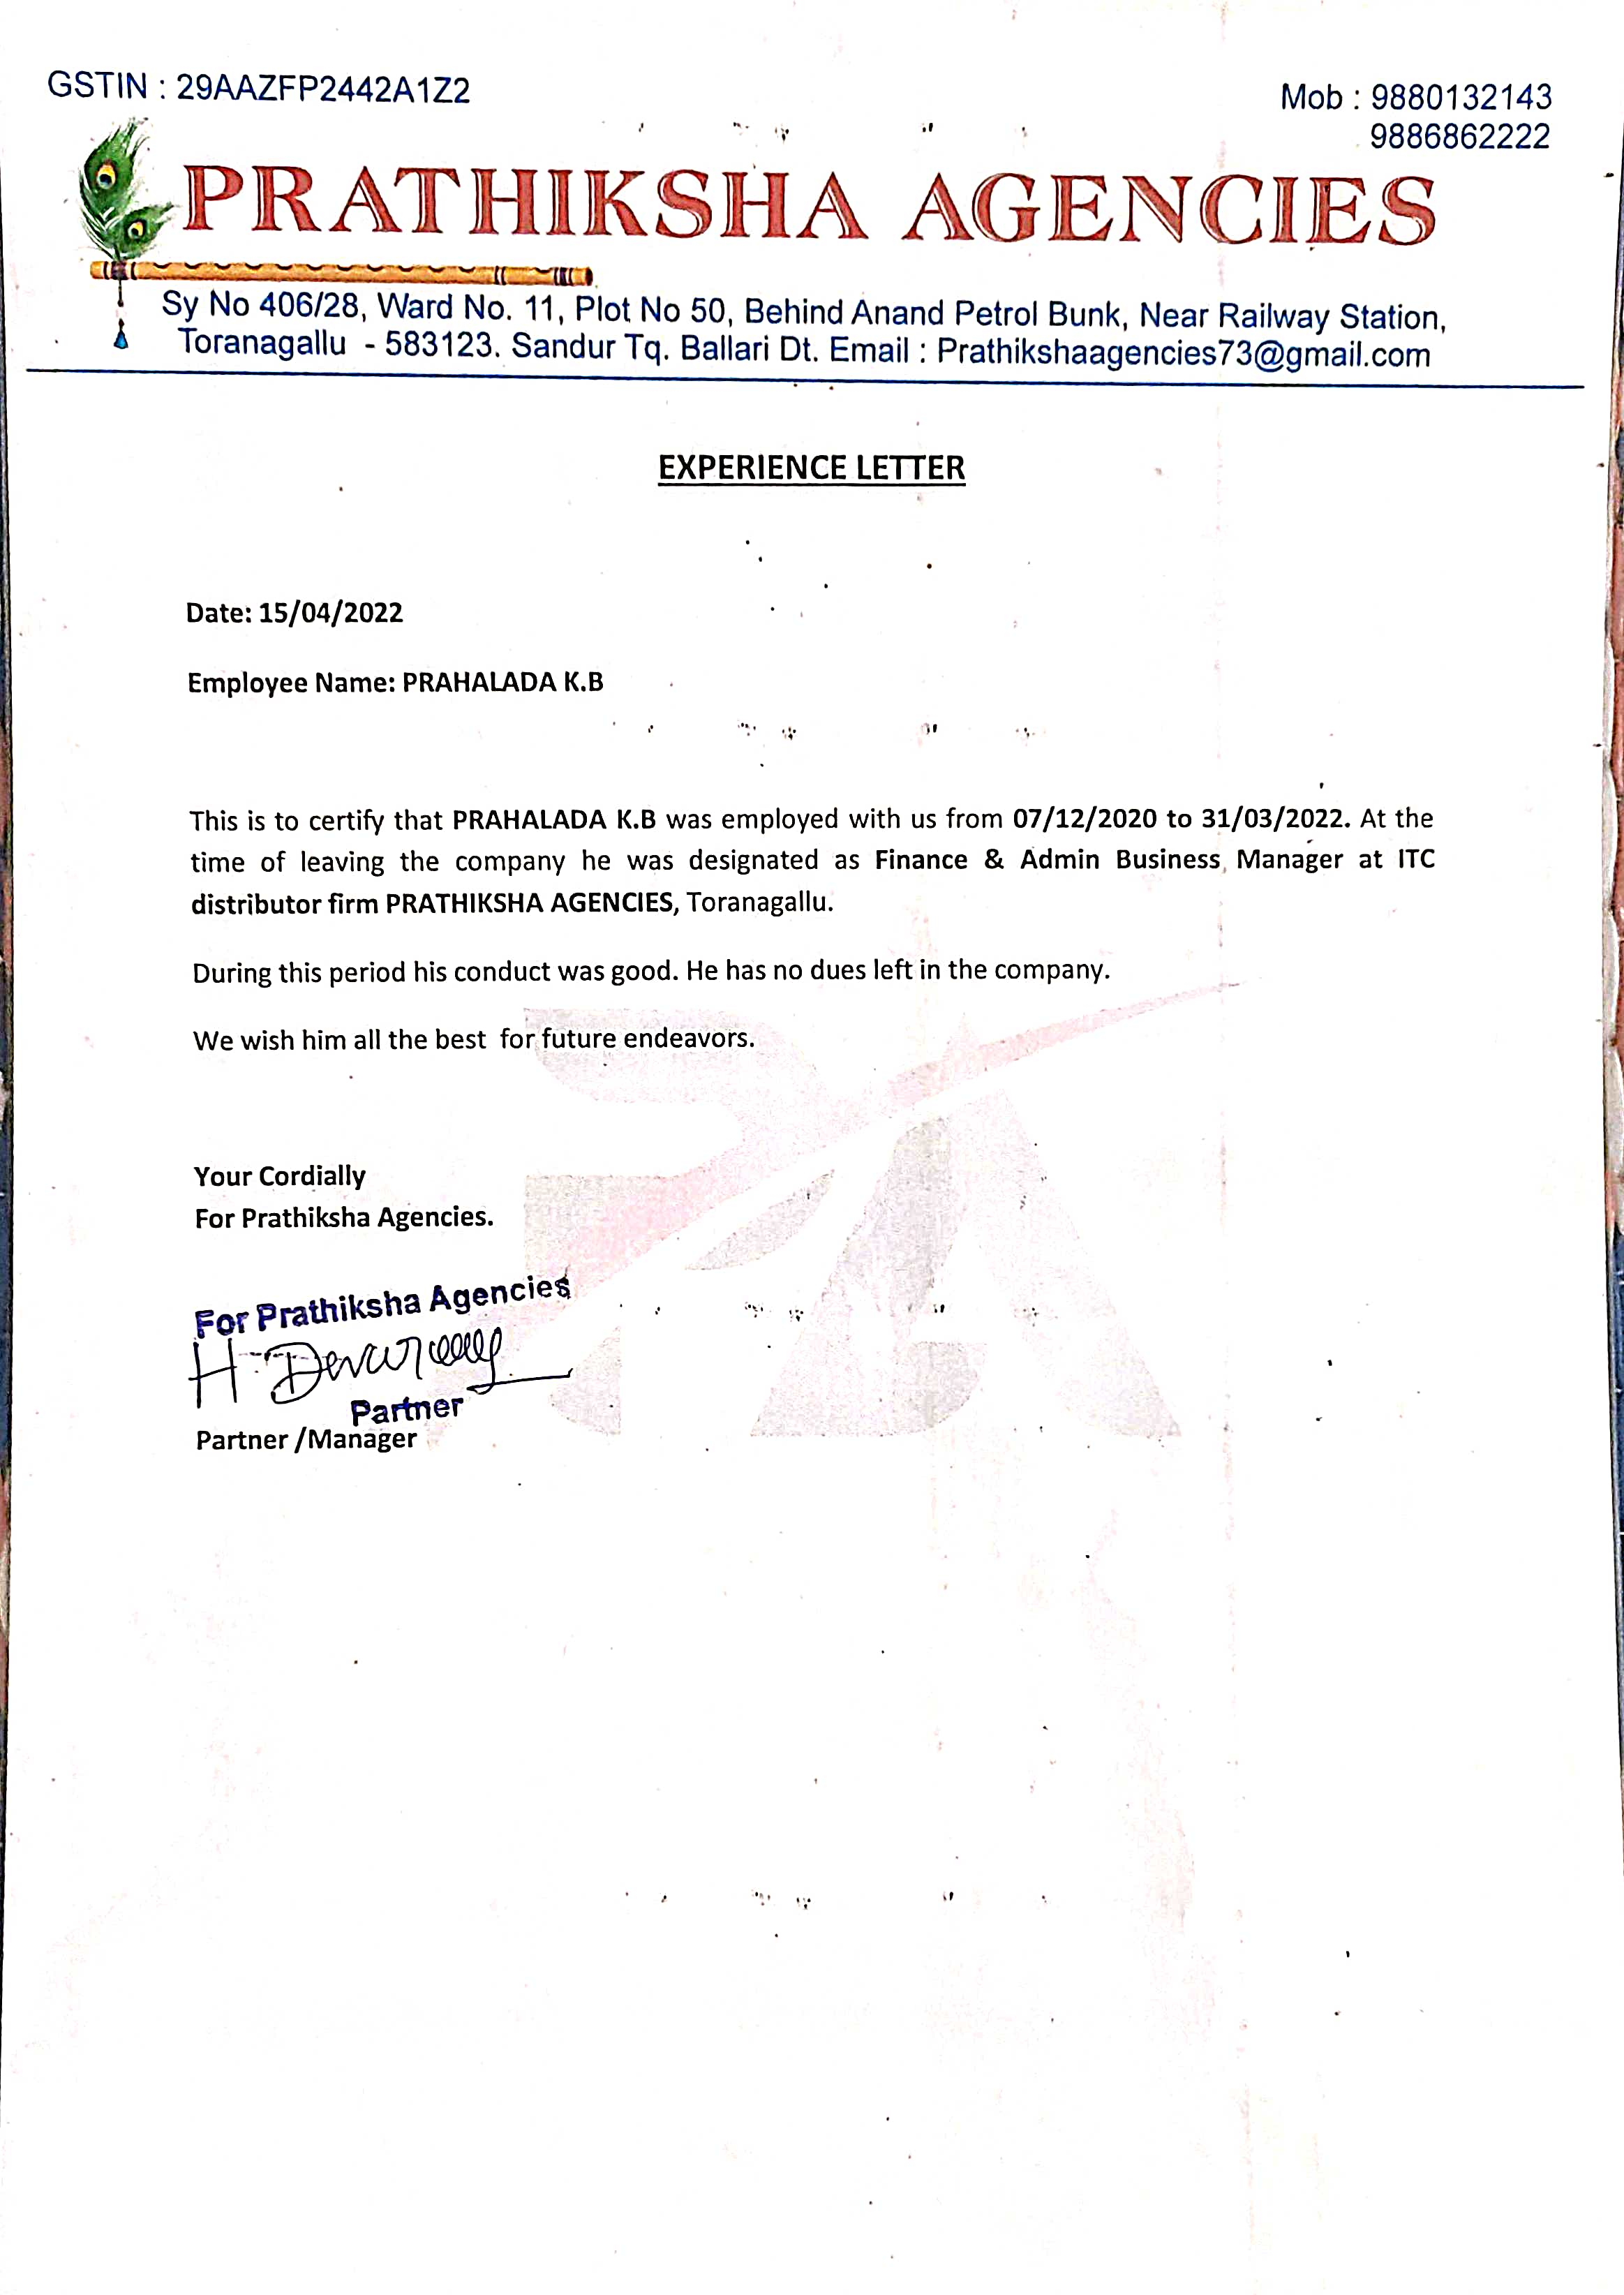 GSTIN : 29AAZFP2442A1Z2
Mob : 9880132143
9886862222
PRATHIKSHA AGENCIES
Sy No 406/28, Ward No. 11, Plot No 50, Behind Anand Petrol Bunk, Near Railway Station,
Toranagallu - 583123. Sandur Tq. Ballari Dt. Email : Prathikshaagencies73@gmail.com
EXPERIENCE LETTER
Date: 15/04/2022
Employee Name: PRAHALADA K.B
This is to certify that PRAHALADA K.B was employed with us from 07/12/2020 to 31/03/2022. At the
time of leaving the company he was designated as Finance & Admin Business Manager at ITC
distributor firm PRATHIKSHA AGENCIES, Toranagallu.
During this period his conduct was good. He has no dues left in the company.
We wish him all the best for future endeavors.
Your Cordially
For Prathiksha Agencies.
For Prathiksha Agencies
H
Partner
Partner /Manager
PA